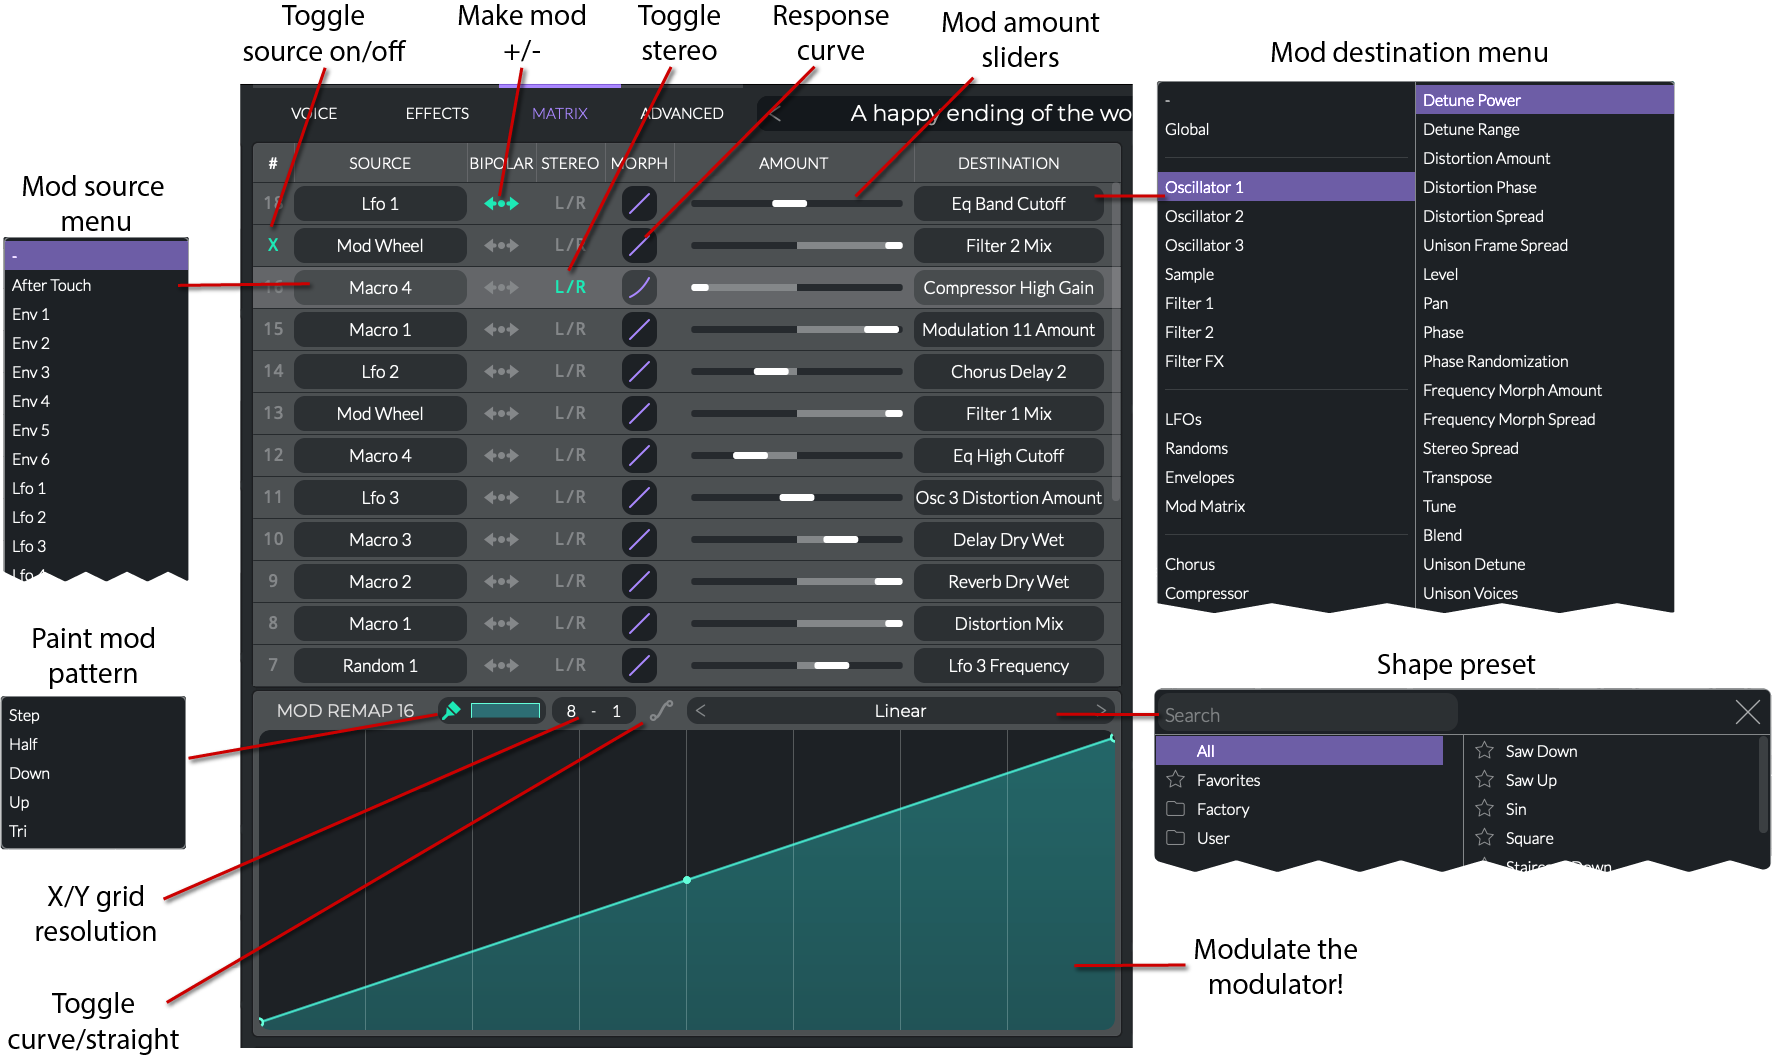 Toggle
source on/off
Make mod
+/-
Toggle
stereo
Response
curve
Mod amount
sliders
Mod destination menu
VOICE EFFECTS MATRIX ADVANCED < A happy ending of the wo
# SOURCE BIPOLAR STEREO MORPH AMOUNT DESTINATION
18 Lfo 1 L/R Eq Band Cutoff
X Mod Wheel L/R Filter 2 Mix
16 Macro 4 L/R Compressor High Gain
15 Macro 1 L/R Modulation 11 Amount
14 Lfo 2 L/R Chorus Delay 2
13 Mod Wheel L/R Filter 1 Mix
12 Macro 4 L/R Eq High Cutoff
11 Lfo 3 L/R Osc 3 Distortion Amount
10 Macro 3 L/R Delay Dry Wet
9 Macro 2 L/R Reverb Dry Wet
8 Macro 1 L/R Distortion Mix
7 Random 1 L/R Lfo 3 Frequency
MOD REMAP 16 8 - 1 < Linear >
Mod source
menu
-
After Touch
Env 1
Env 2
Env 3
Env 4
Env 5
Env 6
Lfo 1
Lfo 2
Lfo 3
Lfo 4
Paint mod
pattern
Step
Half
Down
Up
Tri
X/Y grid
resolution
Toggle
curve/straight
-
Global
Oscillator 1
Oscillator 2
Oscillator 3
Sample
Filter 1
Filter 2
Filter FX
LFOs
Randoms
Envelopes
Mod Matrix
Chorus
Compressor
Detune Power
Detune Range
Distortion Amount
Distortion Phase
Distortion Spread
Unison Frame Spread
Level
Pan
Phase
Phase Randomization
Frequency Morph Amount
Frequency Morph Spread
Stereo Spread
Transpose
Tune
Blend
Unison Detune
Unison Voices
Shape preset
Search
All
Favorites
Factory
User
Saw Down
Saw Up
Sin
Square
Down
Modulate the
modulator!